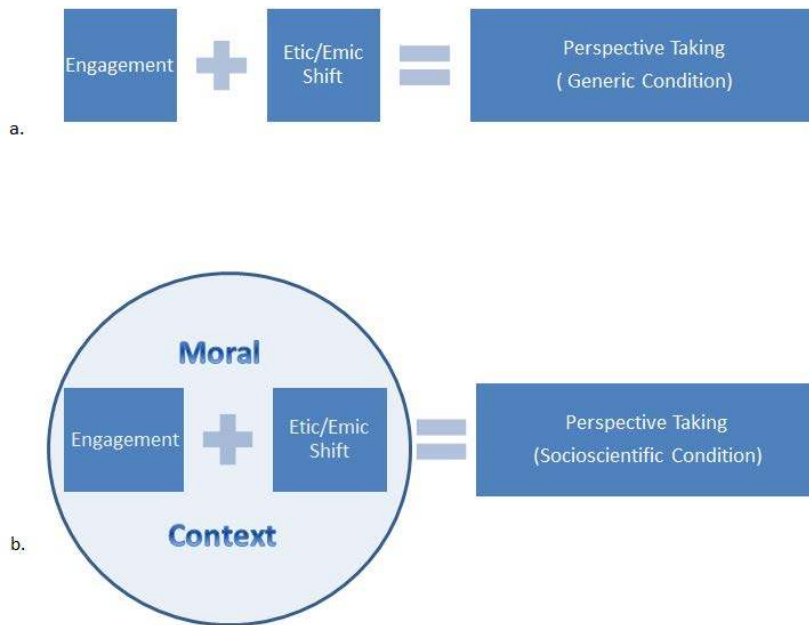 Engagement
Etic/Emic
Shift
Perspective Taking
( Generic Condition)
a.
Moral
Engagement
Etic/Emic
Shift
Perspective Taking
(Socioscientific Condition)
Context
b.